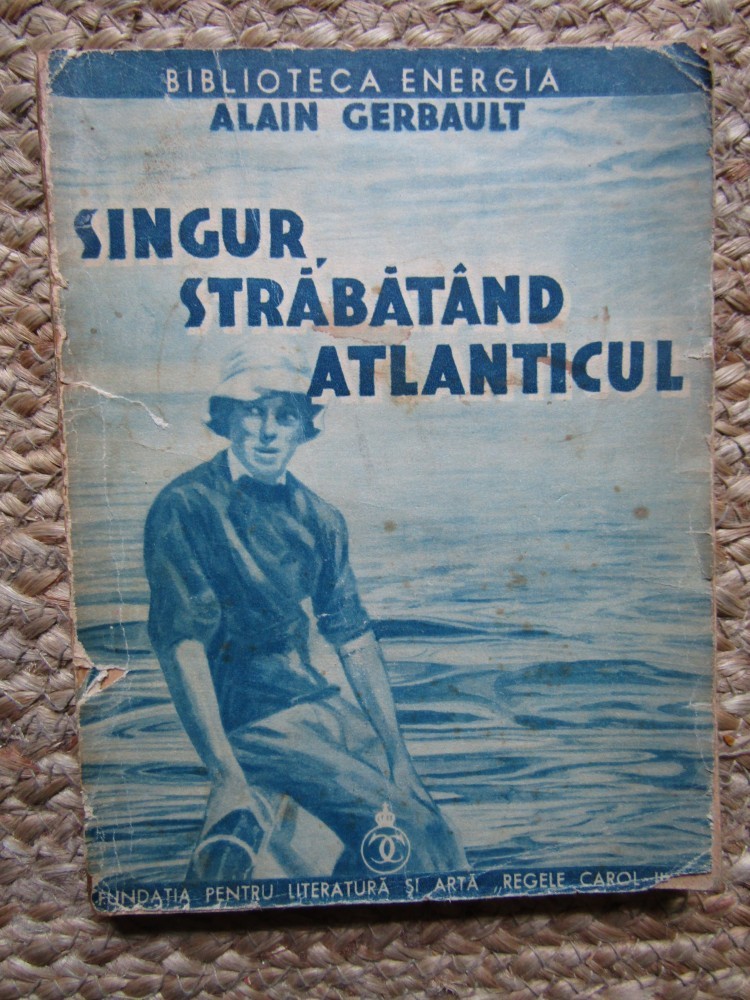 BIBLIOTECA ENERGIA
ALAIN GERBAULT
SINGUR
STRĂBĂTÂND
ATLANTICUL
FUNDAȚIA PENTRU LITERATURĂ ȘI ARTĂ „REGELE CAROL II